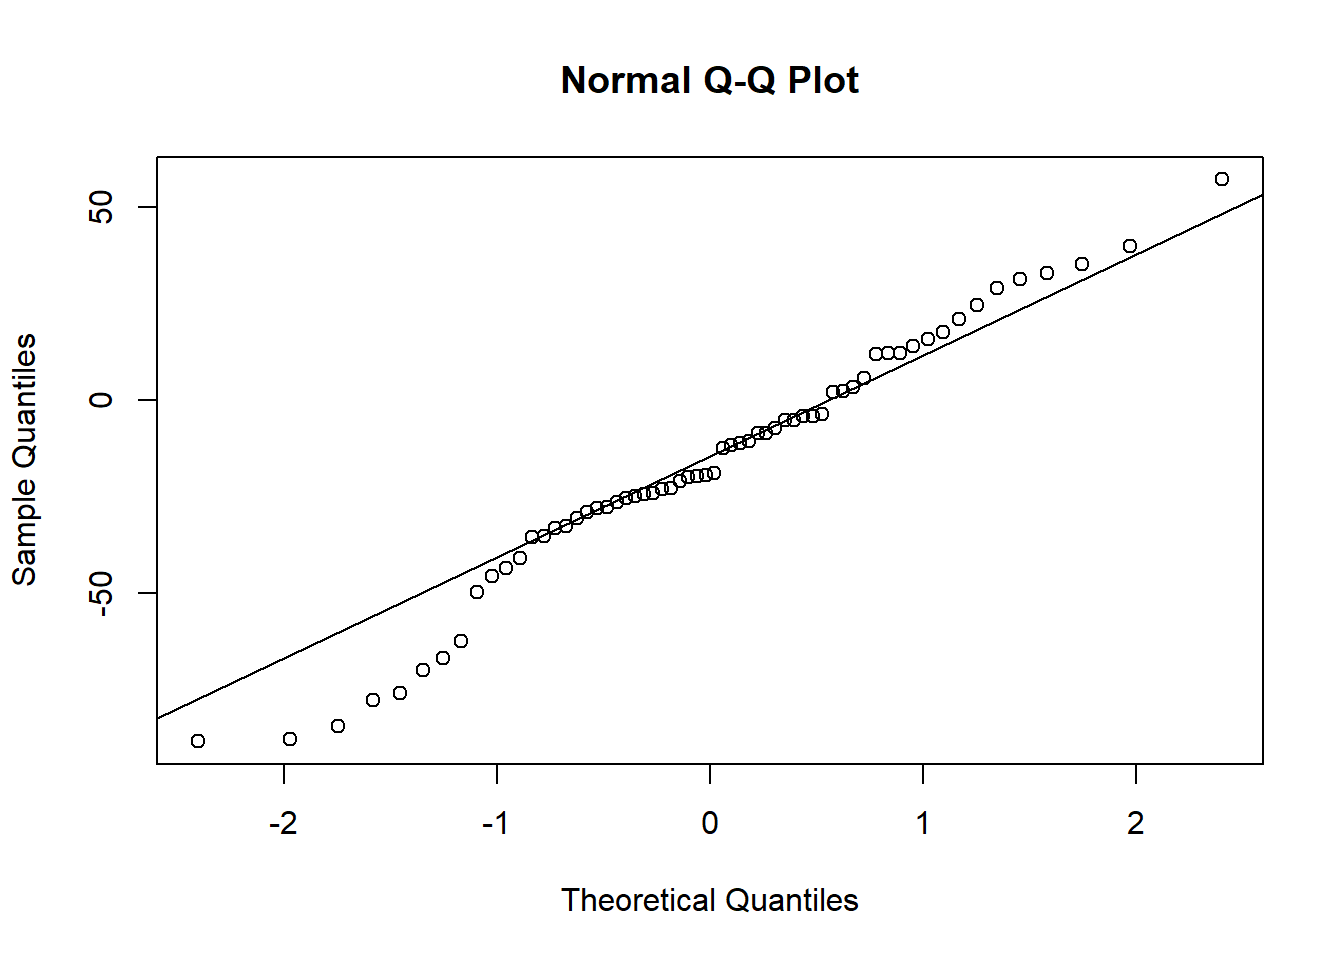 Normal Q-Q Plot
50
0
-50
Sample Quantiles
-2 -1 0 1 2
Theoretical Quantiles